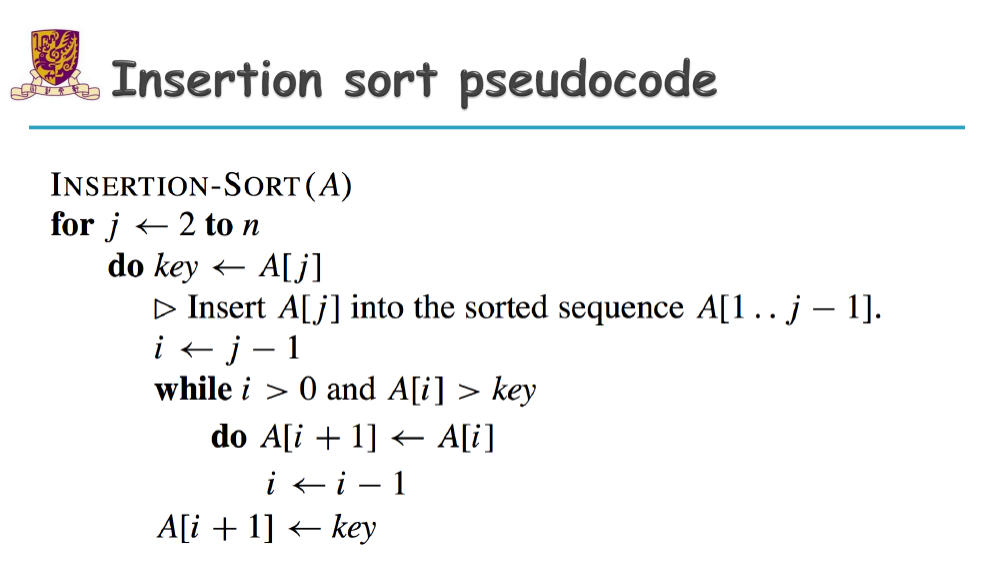 Insertion sort pseudocode
INSERTION-SORT(A)
for j ← 2 to n
do key ← A[j]
▷ Insert A[j] into the sorted sequence A[1 . . j − 1].
i ← j − 1
while i > 0 and A[i] > key
do A[i + 1] ← A[i]
i ← i − 1
A[i + 1] ← key